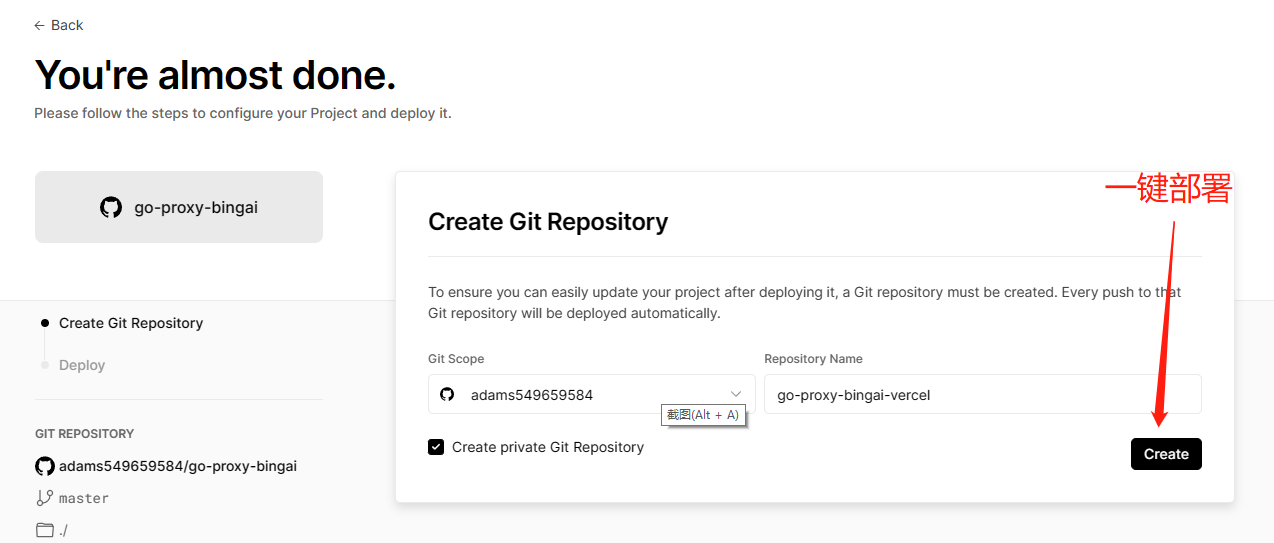 ← Back
You're almost done.
Please follow the steps to configure your Project and deploy it.
go-proxy-bingai
一键部署
Create Git Repository
To ensure you can easily update your project after deploying it, a Git repository must be created. Every push to that
Git repository will be deployed automatically.
Create Git Repository
Deploy
Git Scope
Repository Name
adams549659584
go-proxy-bingai-vercel
截图(Alt + A)
Create private Git Repository
Create
GIT REPOSITORY
adams549659584/go-proxy-bingai
master
./